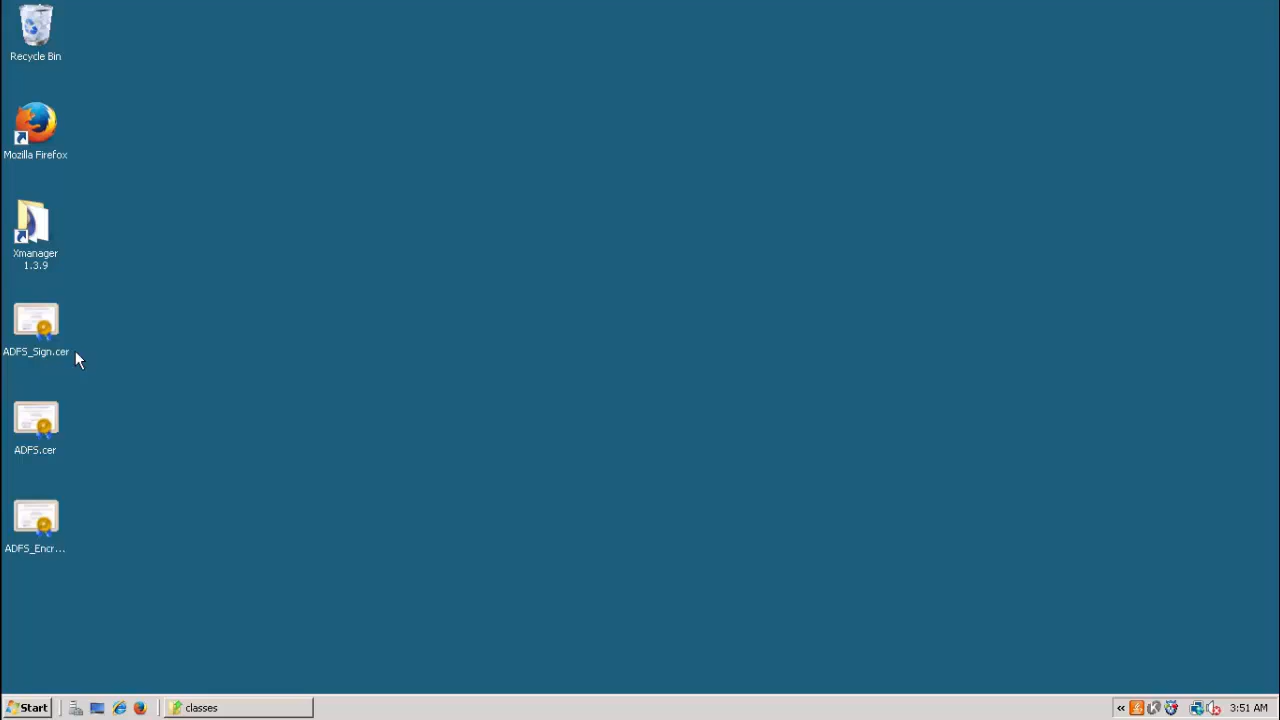 Recycle Bin
Mozilla Firefox
Xmanager
1.3.9
ADFS_Sign.cer
ADFS.cer
ADFS_Encr...
Start
classes
3:51 AM